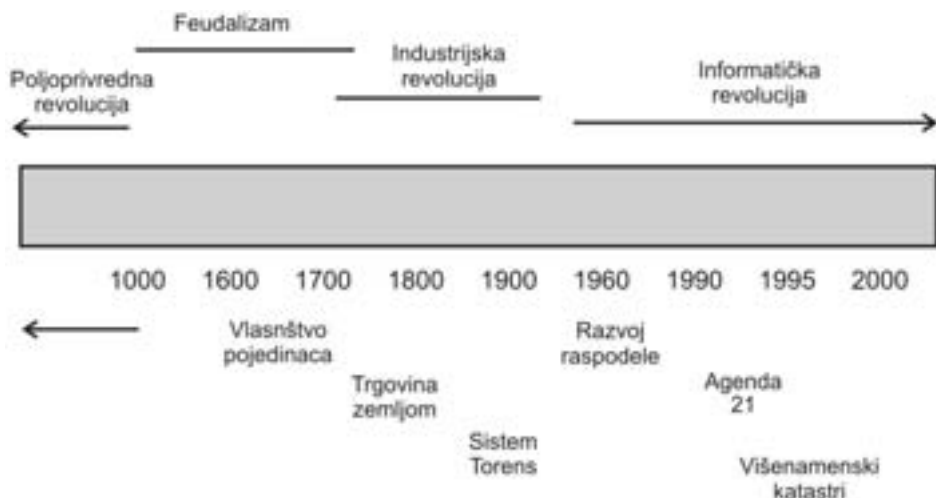 Feudalizam
Poljoprivredna
revolucija
Industrijska
revolucija
Informatička
revolucija
1000 1600 1700 1800 1900 1960 1990 1995 2000
Vlasnštvo
pojedinaca
Razvoj
raspodele
Trgovina
zemljom
Agenda
21
Sistem
Torens
Višenamenski
katastri